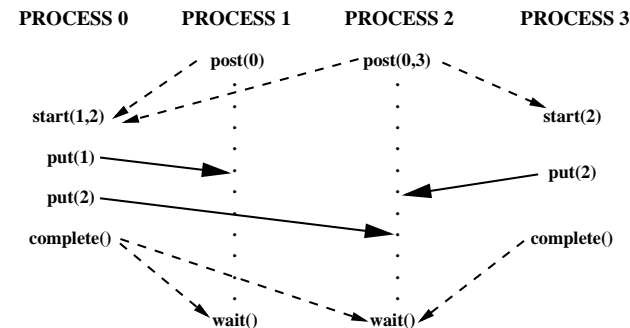 PROCESS 0 PROCESS 1 PROCESS 2 PROCESS 3
post(0) post(0,3)
start(1,2) start(2)
put(1)
put(2)
put(2)
complete() complete()
wait() wait()